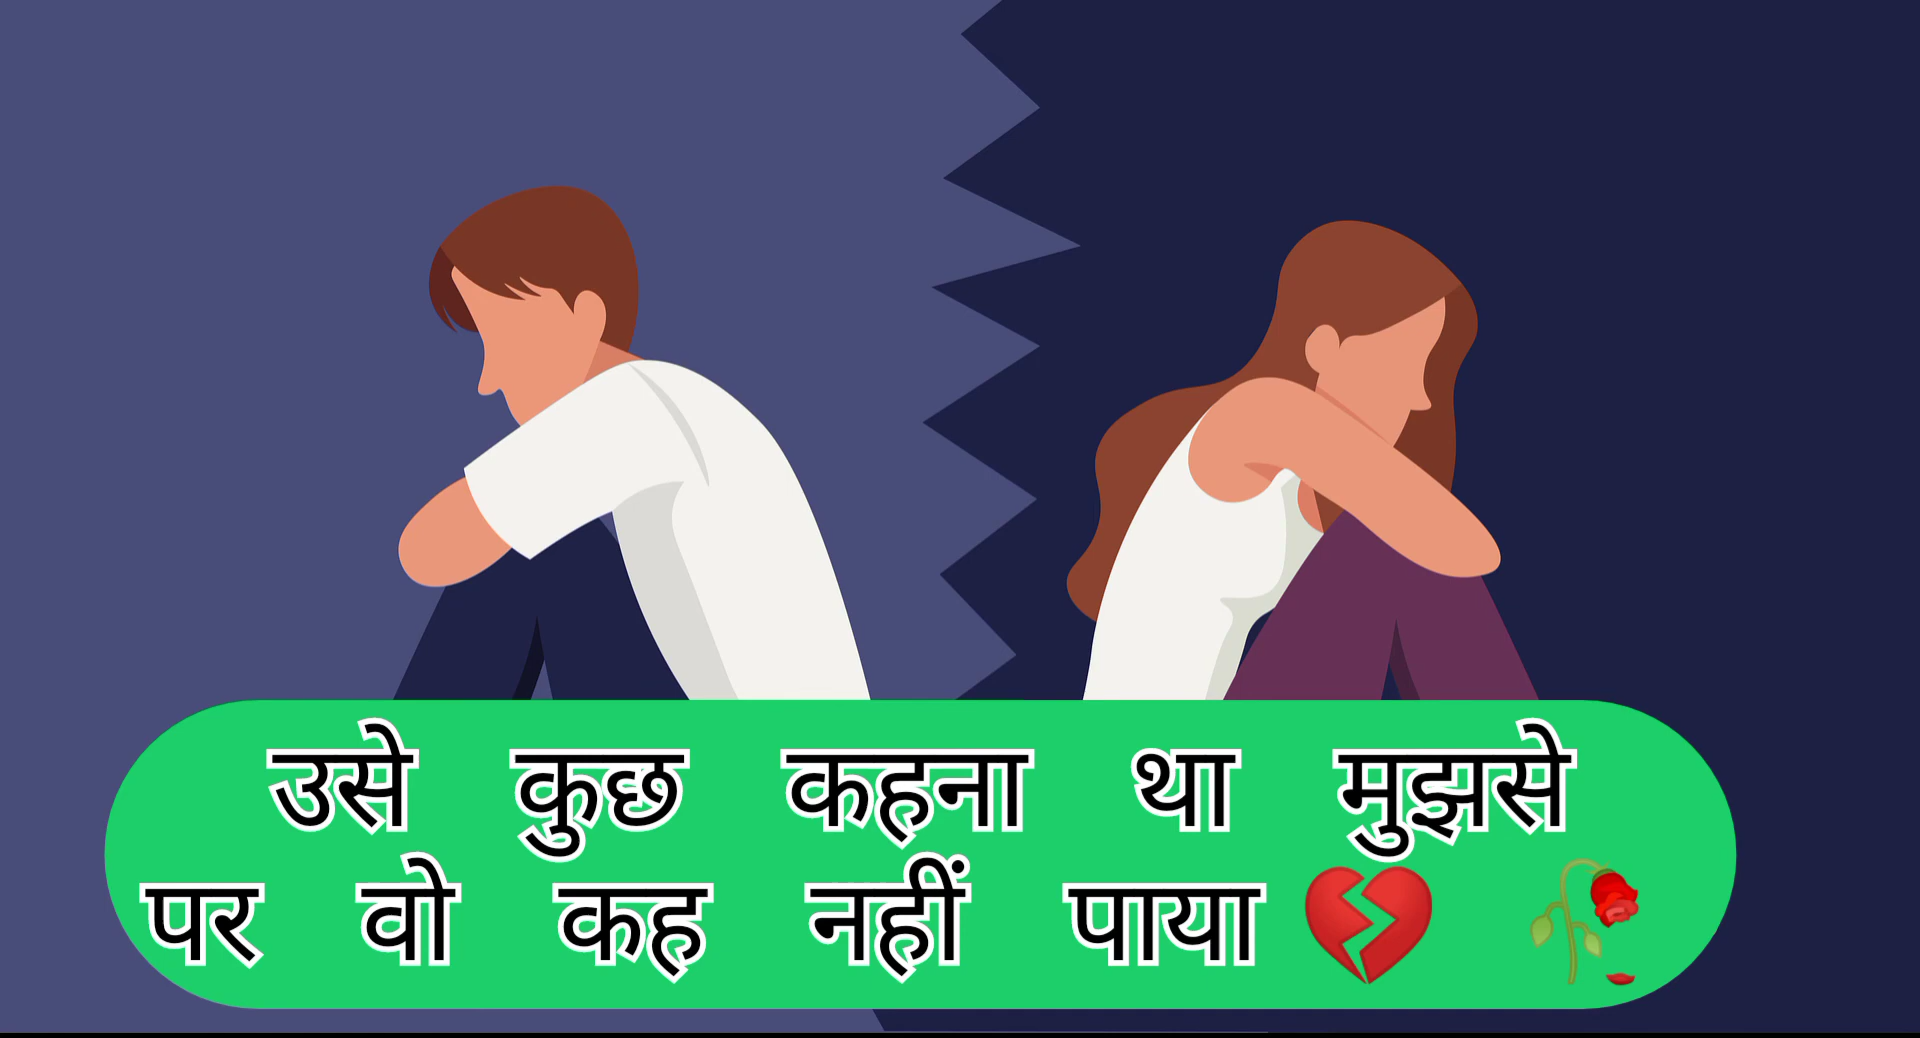 उसे कुछ कहना था मुझसे
पर वो कह नहीं पाया 💔 🥀